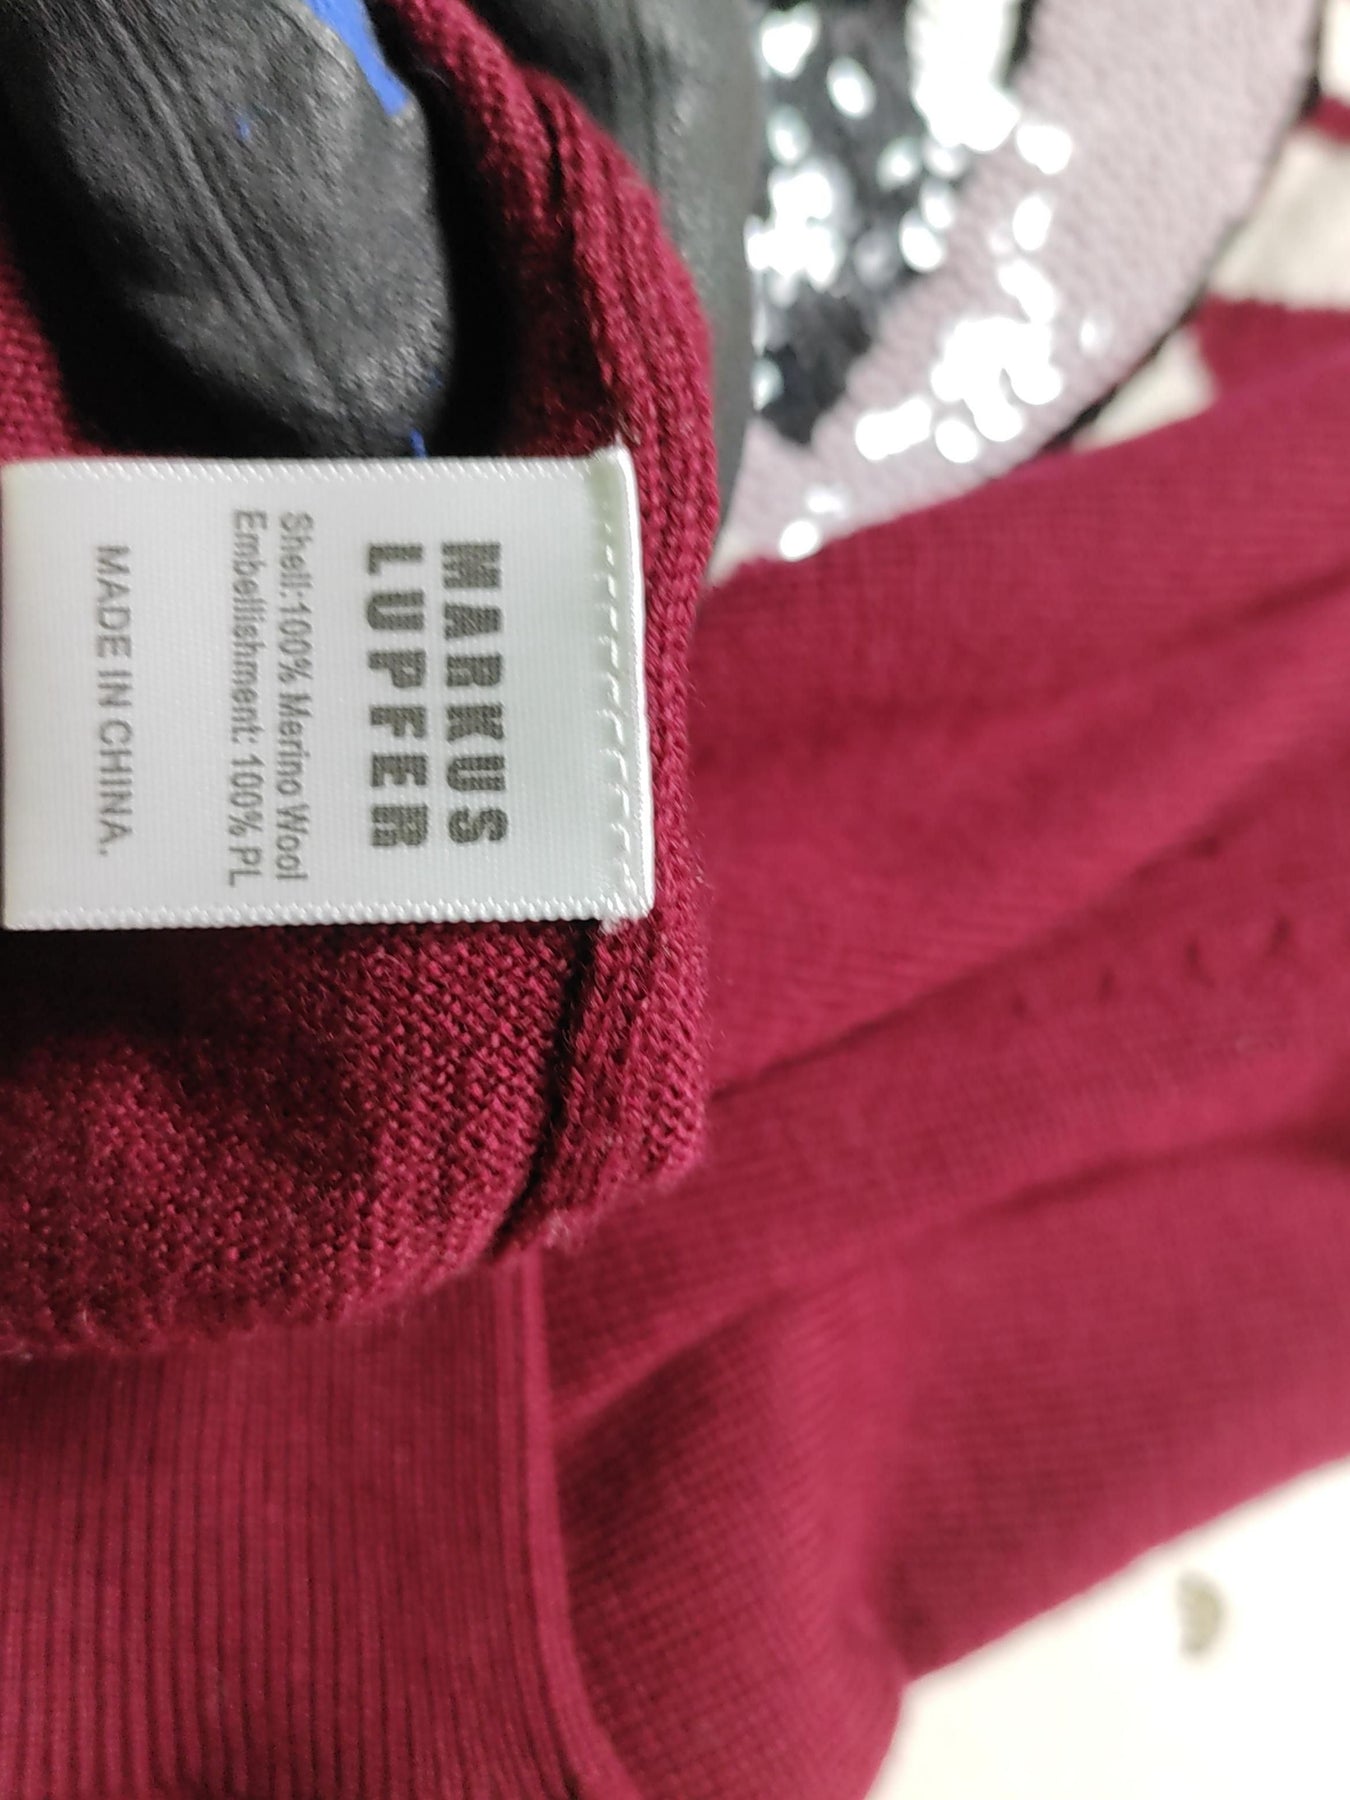 MARKUS
LUPFER
Shell:100% Merino Wool
Embellishment: 100% PL
MADE IN CHINA.